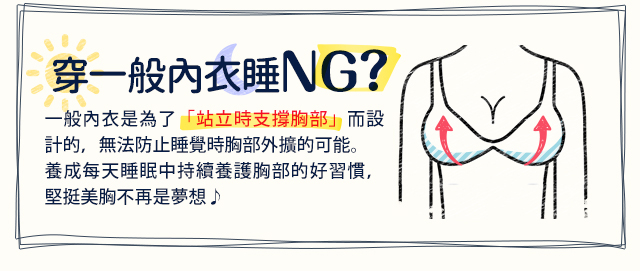 穿一般內衣睡NG?
一般內衣是為了「站立時支撐胸部」而設
計的，無法防止睡覺時胸部外擴的可能。
養成每天睡眠中持續養護胸部的好習慣，
堅挺美胸不再是夢想♪